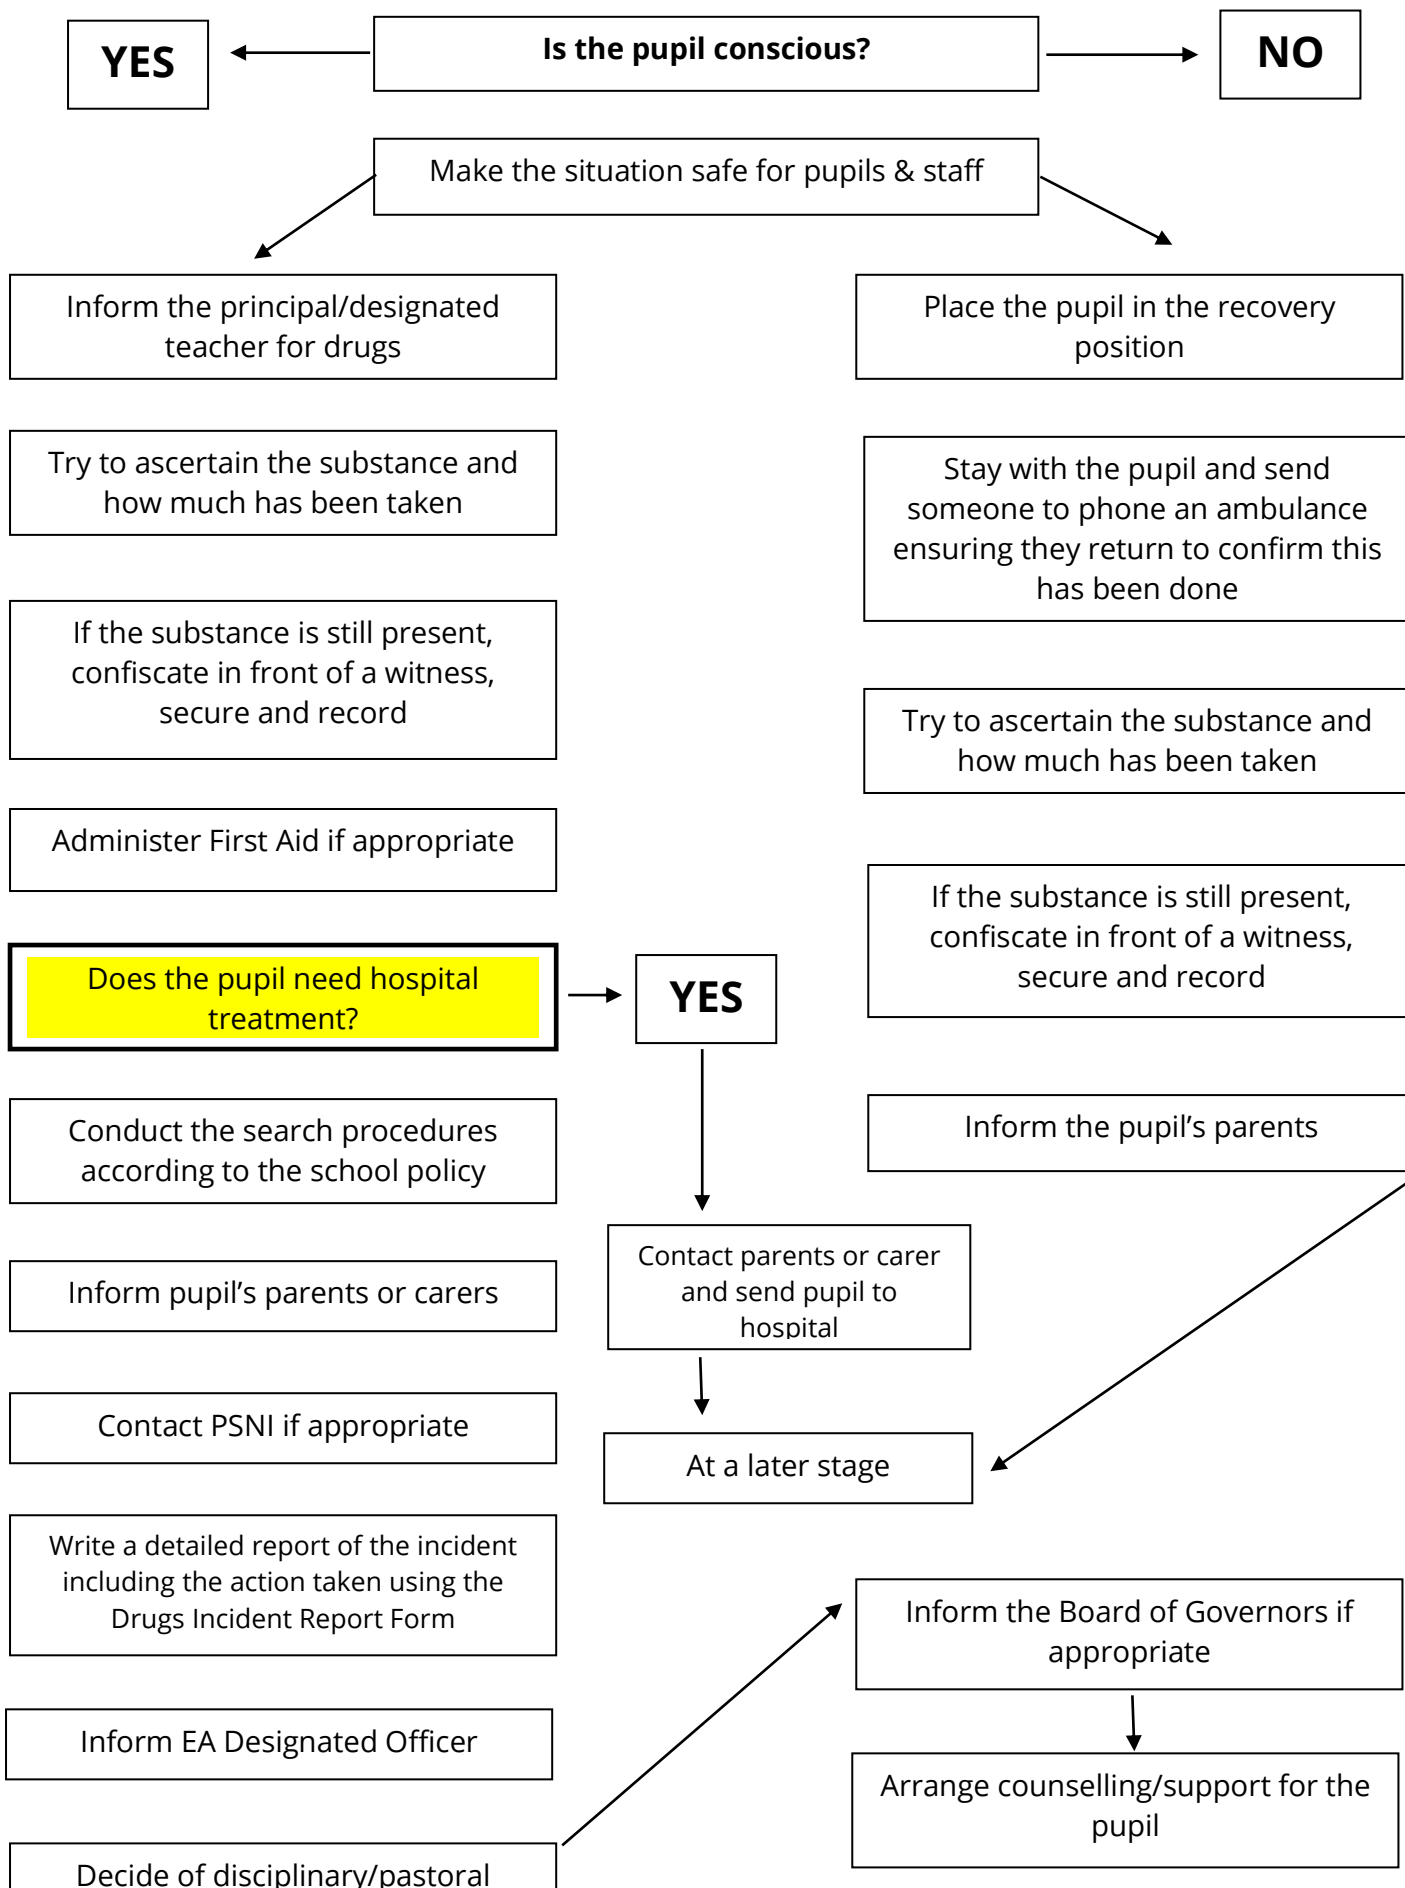 YES
Is the pupil conscious?
NO
Make the situation safe for pupils & staff
Inform the principal/designated
teacher for drugs
Place the pupil in the recovery
position
Try to ascertain the substance and
how much has been taken
Stay with the pupil and send
someone to phone an ambulance
ensuring they return to confirm this
has been done
If the substance is still present,
confiscate in front of a witness,
secure and record
Try to ascertain the substance and
how much has been taken
Administer First Aid if appropriate
If the substance is still present,
confiscate in front of a witness,
secure and record
Does the pupil need hospital
treatment?
YES
Conduct the search procedures
according to the school policy
Inform the pupil’s parents
Contact parents or carer
and send pupil to
hospital
Inform pupil’s parents or carers
Contact PSNI if appropriate
At a later stage
Write a detailed report of the incident
including the action taken using the
Drugs Incident Report Form
Inform the Board of Governors if
appropriate
Inform EA Designated Officer
Arrange counselling/support for the
pupil
Decide of disciplinary/pastoral